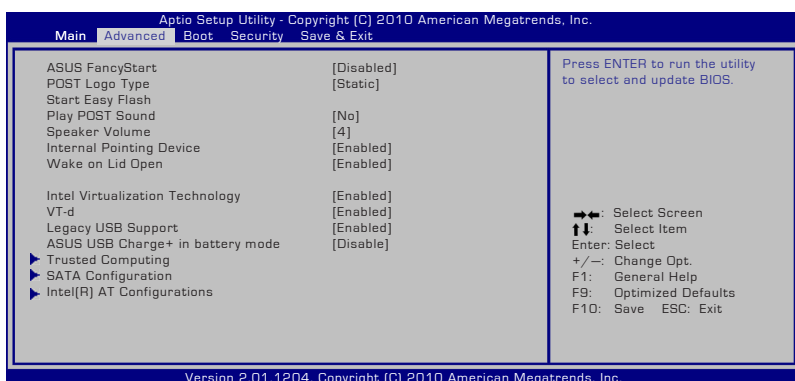 Aptio Setup Utility - Copyright (C) 2010 American Megatrends, Inc.
Main Advanced Boot Security Save & Exit
ASUS FancyStart [Disabled]
POST Logo Type [Static]
Start Easy Flash
Play POST Sound [No]
Speaker Volume [4]
Internal Pointing Device [Enabled]
Wake on Lid Open [Enabled]
Intel Virtualization Technology [Enabled]
VT-d [Enabled]
Legacy USB Support [Enabled]
ASUS USB Charge+ in battery mode [Disable]
Trusted Computing
SATA Configuration
Intel(R) AT Configurations
Press ENTER to run the utility
to select and update BIOS.
→←: Select Screen
↑↓: Select Item
Enter: Select
+/—: Change Opt.
F1: General Help
F9: Optimized Defaults
F10: Save ESC: Exit
Version 2.01.1204. Copyright (C) 2010 American Megatrends, Inc.